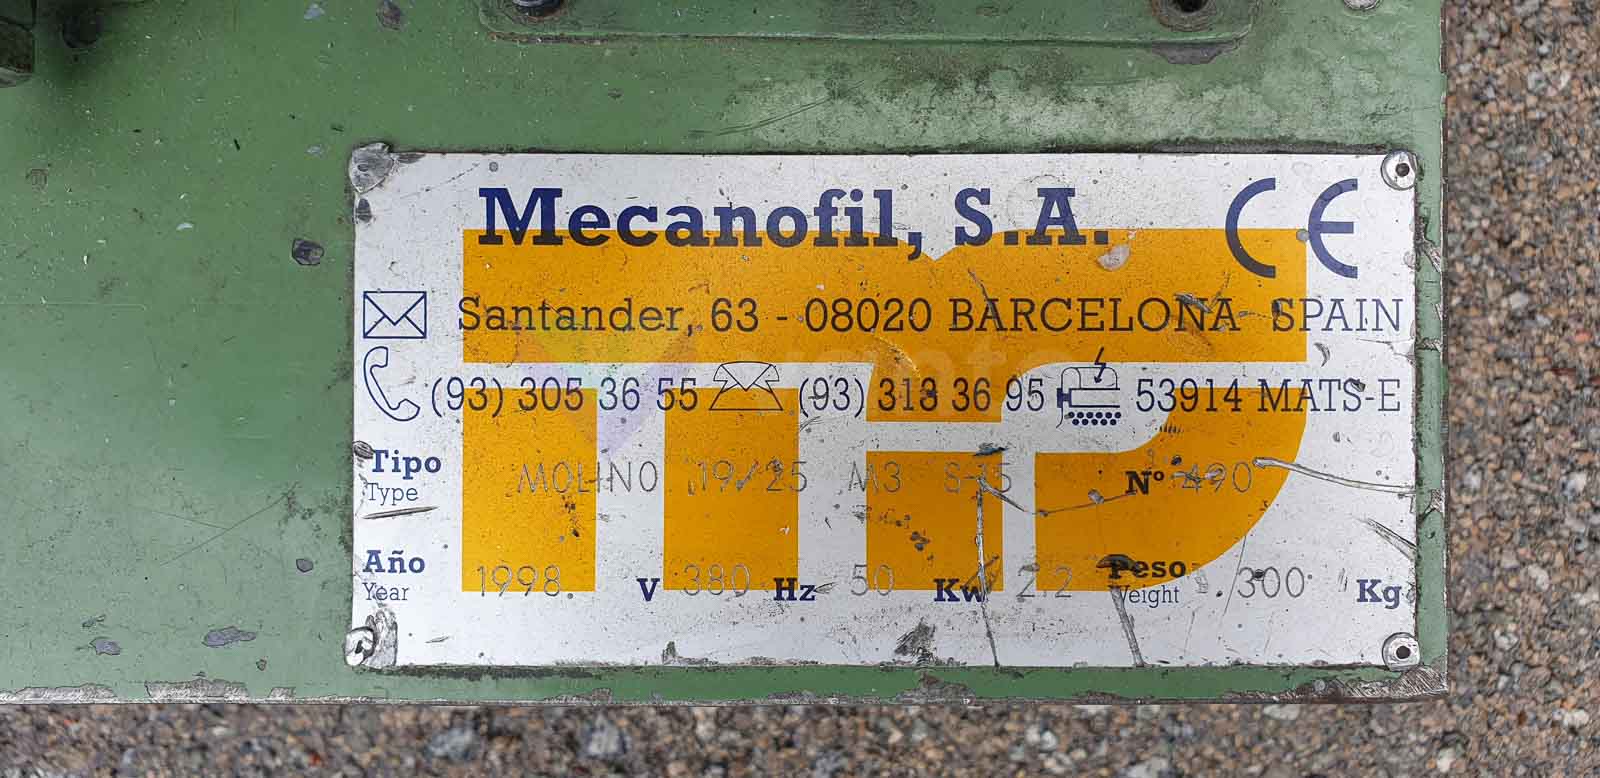 Mecanofil, S.A. CE
Santander, 63 - 08020 BARCELONA SPAIN
(93) 305 36 55 (93) 313 36 95 53914 MATS-E
Tipo MOLINO 19/25 M3 Nº 490
Type
Año 1998 V 380 Hz 50 Kw 2.2 Peso 300 Kg
Year Weight